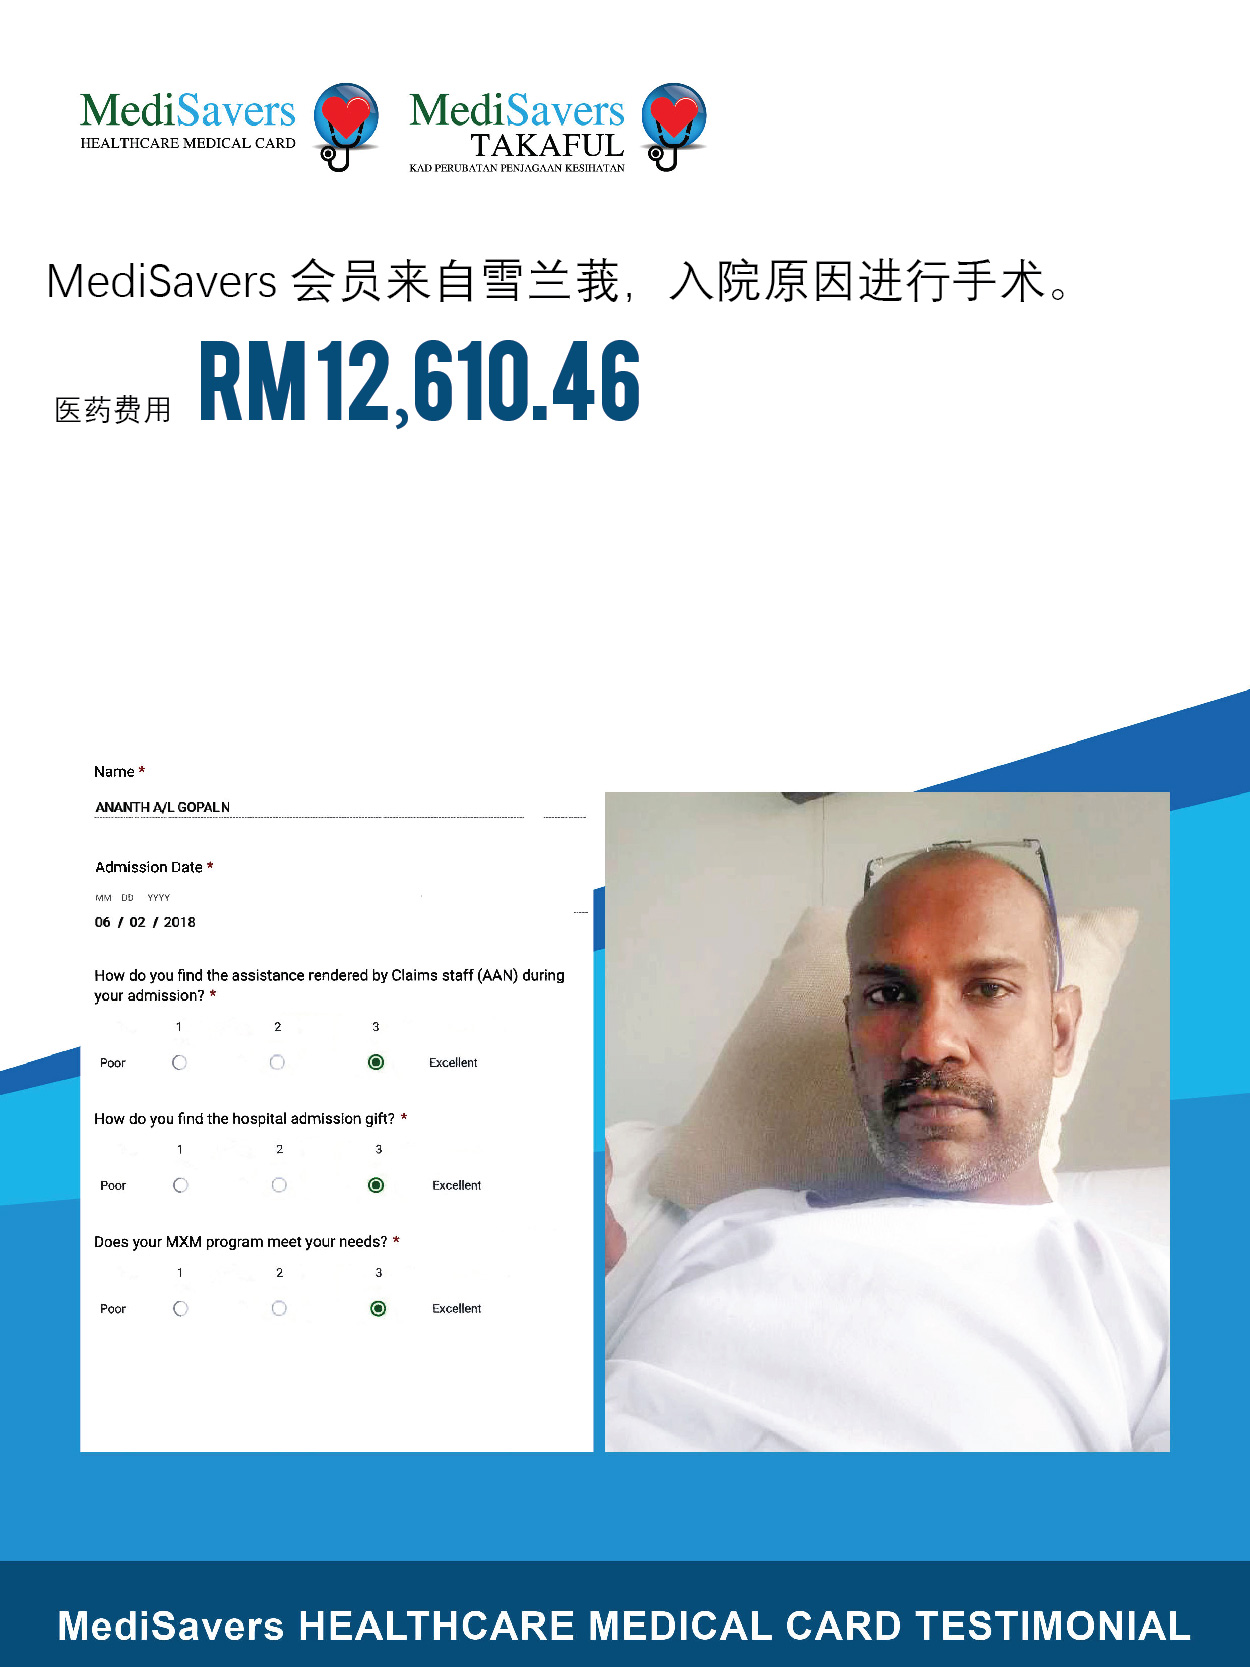 MediSavers
HEALTHCARE MEDICAL CARD
MediSavers
TAKAFUL
KAD PERUBATAN PENJAGAAN KESIHATAN
MediSavers 会员来自雪兰莪，入院原因进行手术。
医药费用 RM12,610.46
Name *
ANANTH A/L GOPALN
Admission Date *
MM DD YYYY
06 / 02 / 2018
How do you find the assistance rendered by Claims staff (AAN) during
your admission? *
1 2 3
Poor Excellent
How do you find the hospital admission gift? *
1 2 3
Poor Excellent
Does your MXM program meet your needs? *
1 2 3
Poor Excellent
MediSavers HEALTHCARE MEDICAL CARD TESTIMONIAL